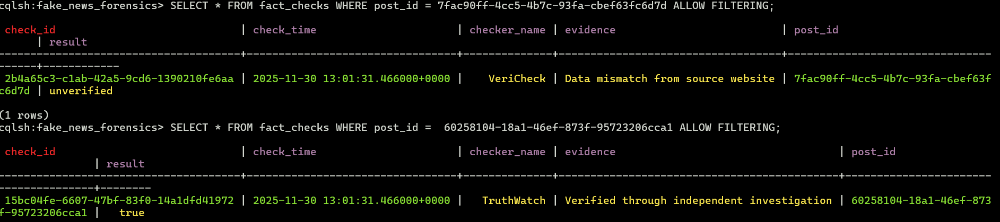 cqlsh:fake_news_forensics> SELECT * FROM fact_checks WHERE post_id = 7fac90ff-4cc5-4b7c-93fa-cbef63fc6d7d ALLOW FILTERING;
 check_id                             | check_time                      | checker_name | evidence                          | post_id
      | result
--------------------------------------+---------------------------------+--------------+-----------------------------------+--------------------------------
------+------------
 2b4a65c3-c1ab-42a5-9cd6-1390210fe6aa | 2025-11-30 13:01:31.466000+0000 |    VeriCheck | Data mismatch from source website | 7fac90ff-4cc5-4b7c-93fa-cbef63f
c6d7d | unverified
(1 rows)
cqlsh:fake_news_forensics> SELECT * FROM fact_checks WHERE post_id =  60258104-18a1-46ef-873f-95723206cca1 ALLOW FILTERING;
 check_id                             | check_time                      | checker_name | evidence                                   | post_id
               | result
--------------------------------------+---------------------------------+--------------+--------------------------------------------+-----------------------
---------------+--------
 15bc04fe-6607-47bf-83f0-14a1dfd41972 | 2025-11-30 13:01:31.466000+0000 |   TruthWatch | Verified through independent investigation | 60258104-18a1-46ef-873
f-95723206cca1 |   true